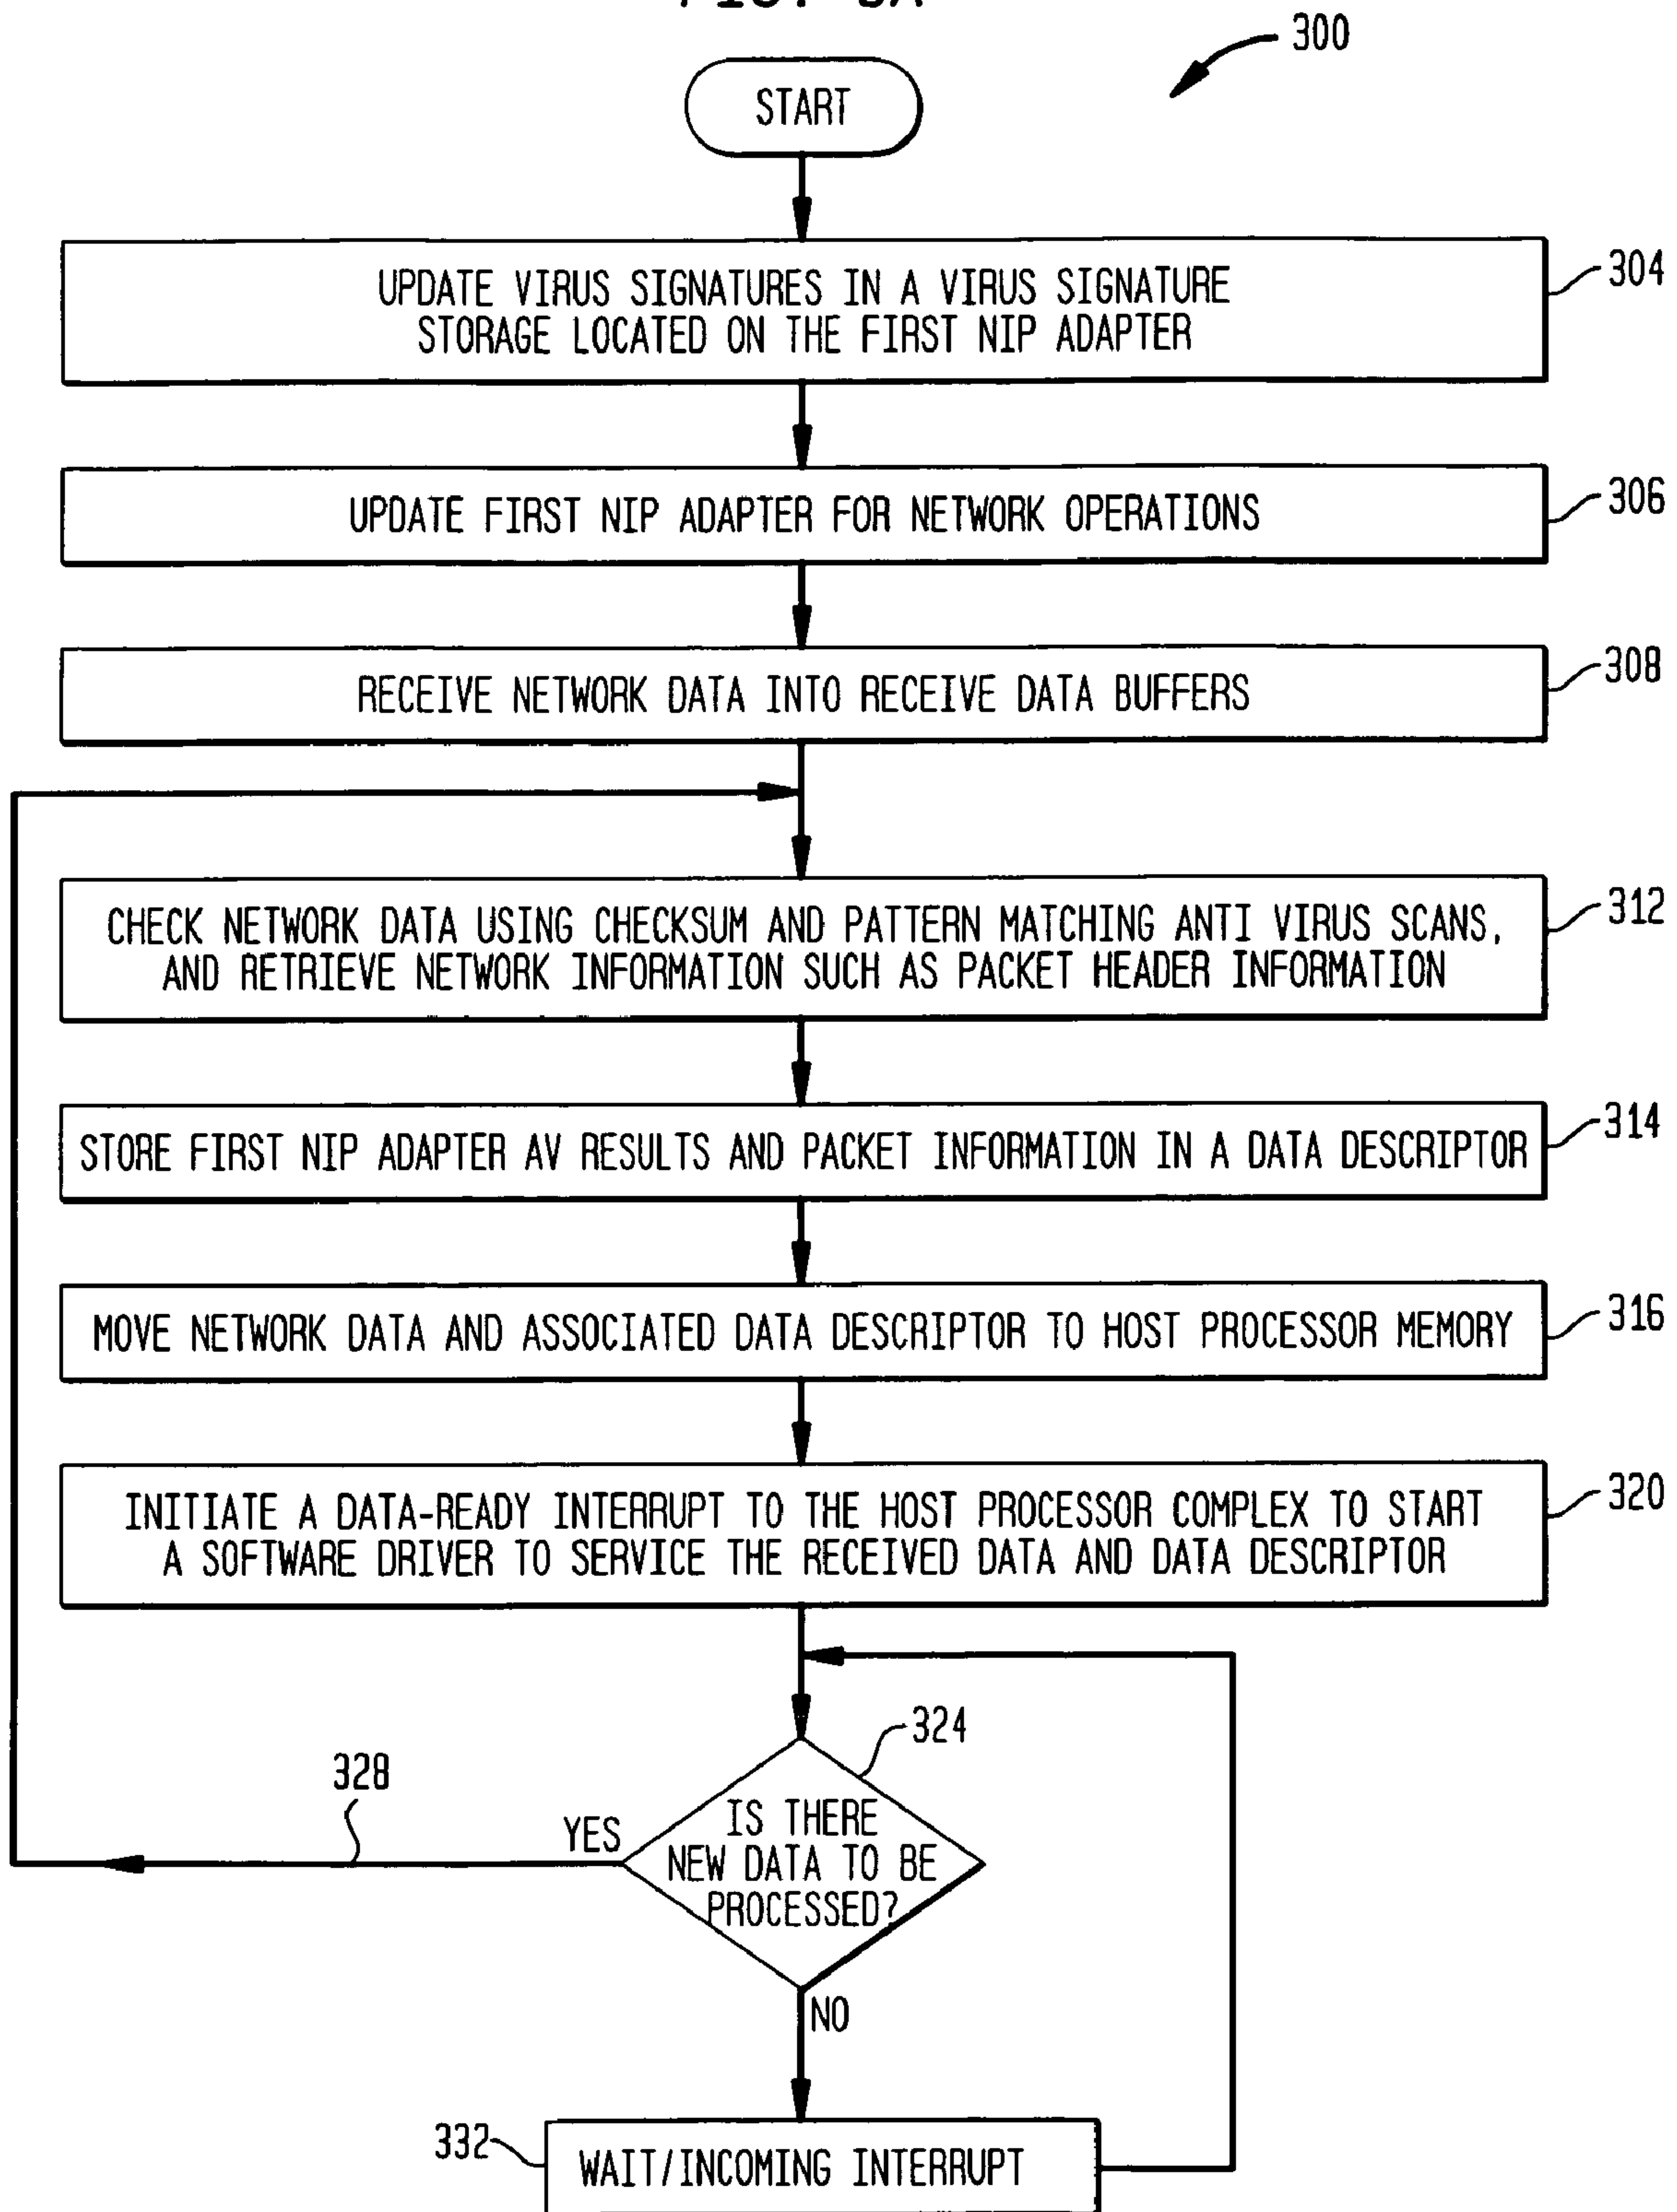 300
START
UPDATE VIRUS SIGNATURES IN A VIRUS SIGNATURE
STORAGE LOCATED ON THE FIRST NIP ADAPTER
304
UPDATE FIRST NIP ADAPTER FOR NETWORK OPERATIONS
306
RECEIVE NETWORK DATA INTO RECEIVE DATA BUFFERS
308
CHECK NETWORK DATA USING CHECKSUM AND PATTERN MATCHING ANTI VIRUS SCANS,
AND RETRIEVE NETWORK INFORMATION SUCH AS PACKET HEADER INFORMATION
312
STORE FIRST NIP ADAPTER AV RESULTS AND PACKET INFORMATION IN A DATA DESCRIPTOR
314
MOVE NETWORK DATA AND ASSOCIATED DATA DESCRIPTOR TO HOST PROCESSOR MEMORY
316
INITIATE A DATA-READY INTERRUPT TO THE HOST PROCESSOR COMPLEX TO START
A SOFTWARE DRIVER TO SERVICE THE RECEIVED DATA AND DATA DESCRIPTOR
320
324
328
YES
IS THERE
NEW DATA TO BE
PROCESSED?
NO
332
WAIT/INCOMING INTERRUPT